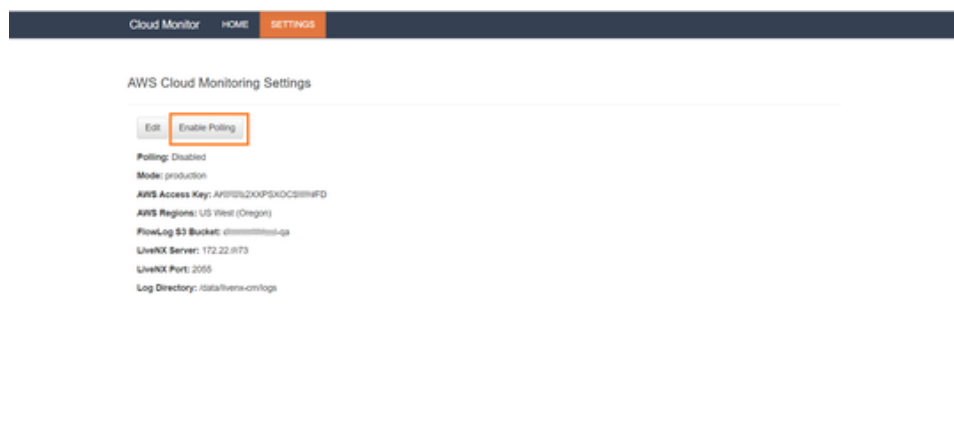 Cloud Monitor HOME SETTINGS
AWS Cloud Monitoring Settings
Edit Enable Polling
Polling: Disabled
Mode: production
AWS Access Key:
AWS Regions: US West (Oregon)
FlowLog S3 Bucket:
LiveNX Server:
LiveNX Port: 2055
Log Directory: /data/livenx-cm/logs